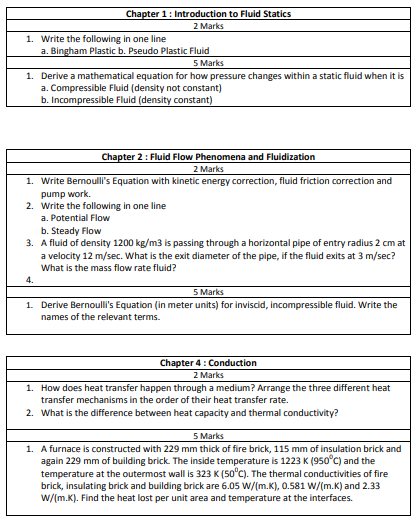 Chapter 1 : Introduction to Fluid Statics
2 Marks
1. Write the following in one line
a. Bingham Plastic b. Pseudo Plastic Fluid
5 Marks
1. Derive a mathematical equation for how pressure changes within a static fluid when it is
a. Compressible Fluid (density not constant)
b. Incompressible Fluid (density constant)
Chapter 2 : Fluid Flow Phenomena and Fluidization
2 Marks
1. Write Bernoulli's Equation with kinetic energy correction, fluid friction correction and
pump work.
2. Write the following in one line
a. Potential Flow
b. Steady Flow
3. A fluid of density 1200 kg/m3 is passing through a horizontal pipe of entry radius 2 cm at
a velocity 12 m/sec. What is the exit diameter of the pipe, if the fluid exits at 3 m/sec?
What is the mass flow rate fluid?
4.
5 Marks
1. Derive Bernoulli's Equation (in meter units) for inviscid, incompressible fluid. Write the
names of the relevant terms.
Chapter 4 : Conduction
2 Marks
1. How does heat transfer happen through a medium? Arrange the three different heat
transfer mechanisms in the order of their heat transfer rate.
2. What is the difference between heat capacity and thermal conductivity?
5 Marks
1. A furnace is constructed with 229 mm thick of fire brick, 115 mm of insulation brick and
again 229 mm of building brick. The inside temperature is 1223 K (950⁰C) and the
temperature at the outermost wall is 323 K (50⁰C). The thermal conductivities of fire
brick, insulating brick and building brick are 6.05 W/(m.K), 0.581 W/(m.K) and 2.33
W/(m.K). Find the heat lost per unit area and temperature at the interfaces.